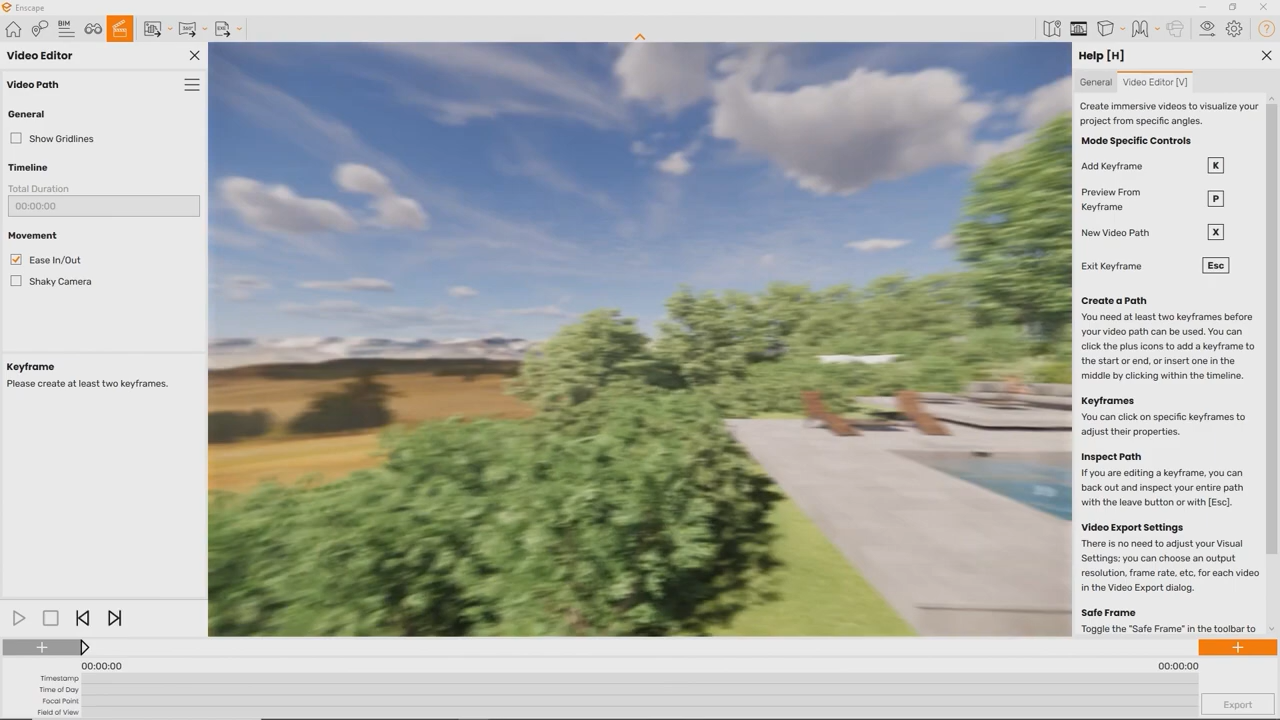 Enscape
BIM
360°
EXE
?
Video Editor
Video Path
General
Show Gridlines
Timeline
Total Duration
00:00:00
Movement
Ease In/Out
Shaky Camera
Keyframe
Please create at least two keyframes.
Help [H]
General
Video Editor [V]
Create immersive videos to visualize your
project from specific angles.
Mode Specific Controls
Add Keyframe K
Preview From
Keyframe
P
New Video Path X
Exit Keyframe Esc
Create a Path
You need at least two keyframes before
your video path can be used. You can
click the plus icons to add a keyframe to
the start or end, or insert one in the
middle by clicking within the timeline.
Keyframes
You can click on specific keyframes to
adjust their properties.
Inspect Path
If you are editing a keyframe, you can
back out and inspect your entire path
with the leave button or with [Esc].
Video Export Settings
There is no need to adjust your Visual
Settings; you can choose an output
resolution, frame rate, etc, for each video
in the Video Export dialog.
Safe Frame
Toggle the "Safe Frame" in the toolbar to
00:00:00
00:00:00
Timestamp
Time of Day
Focal Point
Field of View
Export